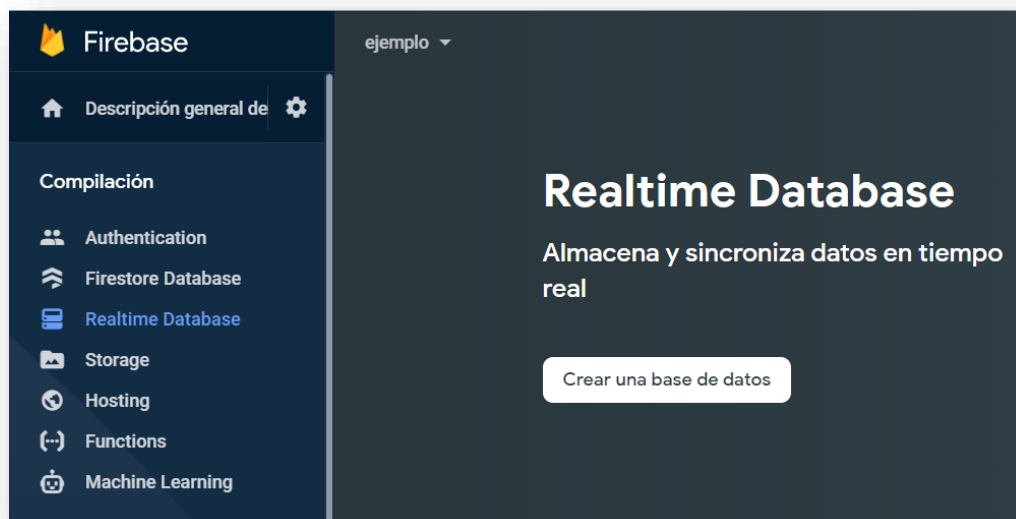 Firebase
ejemplo
Descripción general de
Compilación
Authentication
Firestore Database
Realtime Database
Storage
Hosting
Functions
Machine Learning
Realtime Database
Almacena y sincroniza datos en tiempo
real
Crear una base de datos